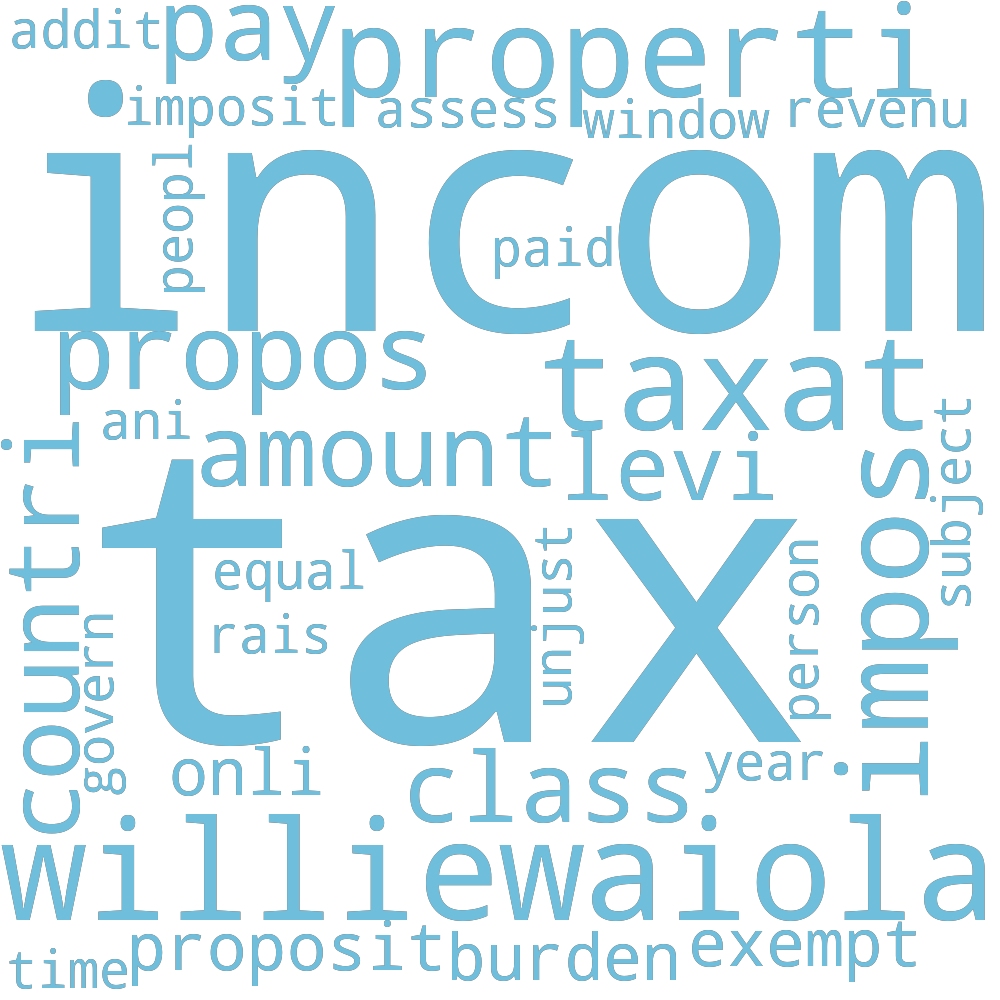 addit
pay
properti
imposit
assess
window
revenu
incom
peopl
paid
propos
taxat
ani
amount
levi
countri
tax
impos
subject
equal
rais
unjust
person
govern
onli
class
year
williewaiola
time
proposit
burden
exempt